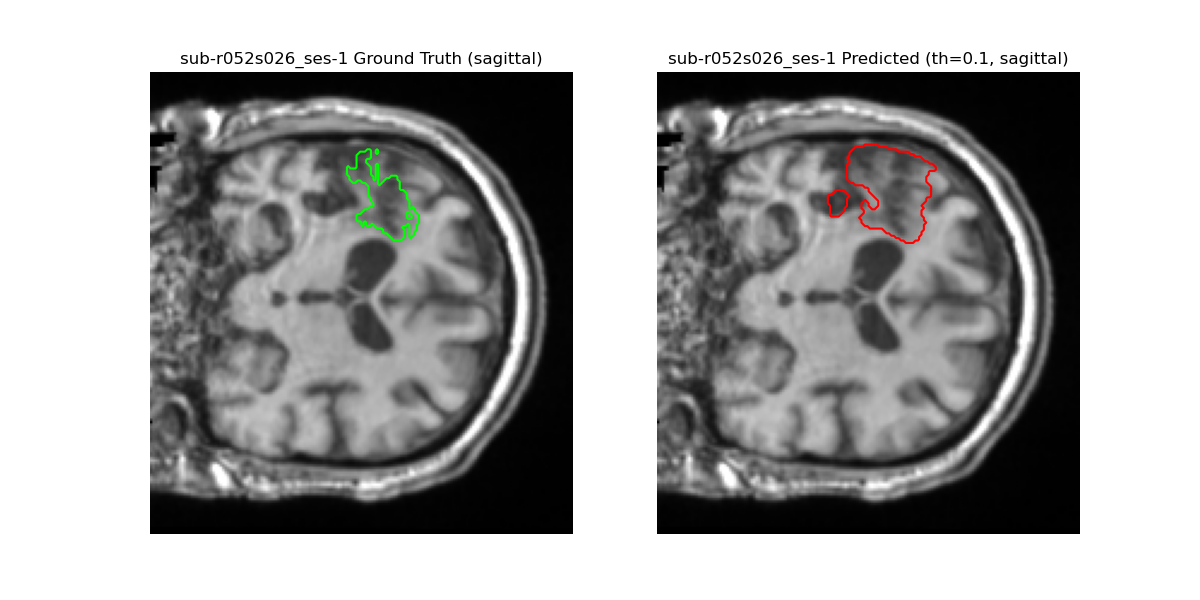 sub-r052s026_ses-1 Ground Truth (sagittal)
sub-r052s026_ses-1 Predicted (th=0.1, sagittal)